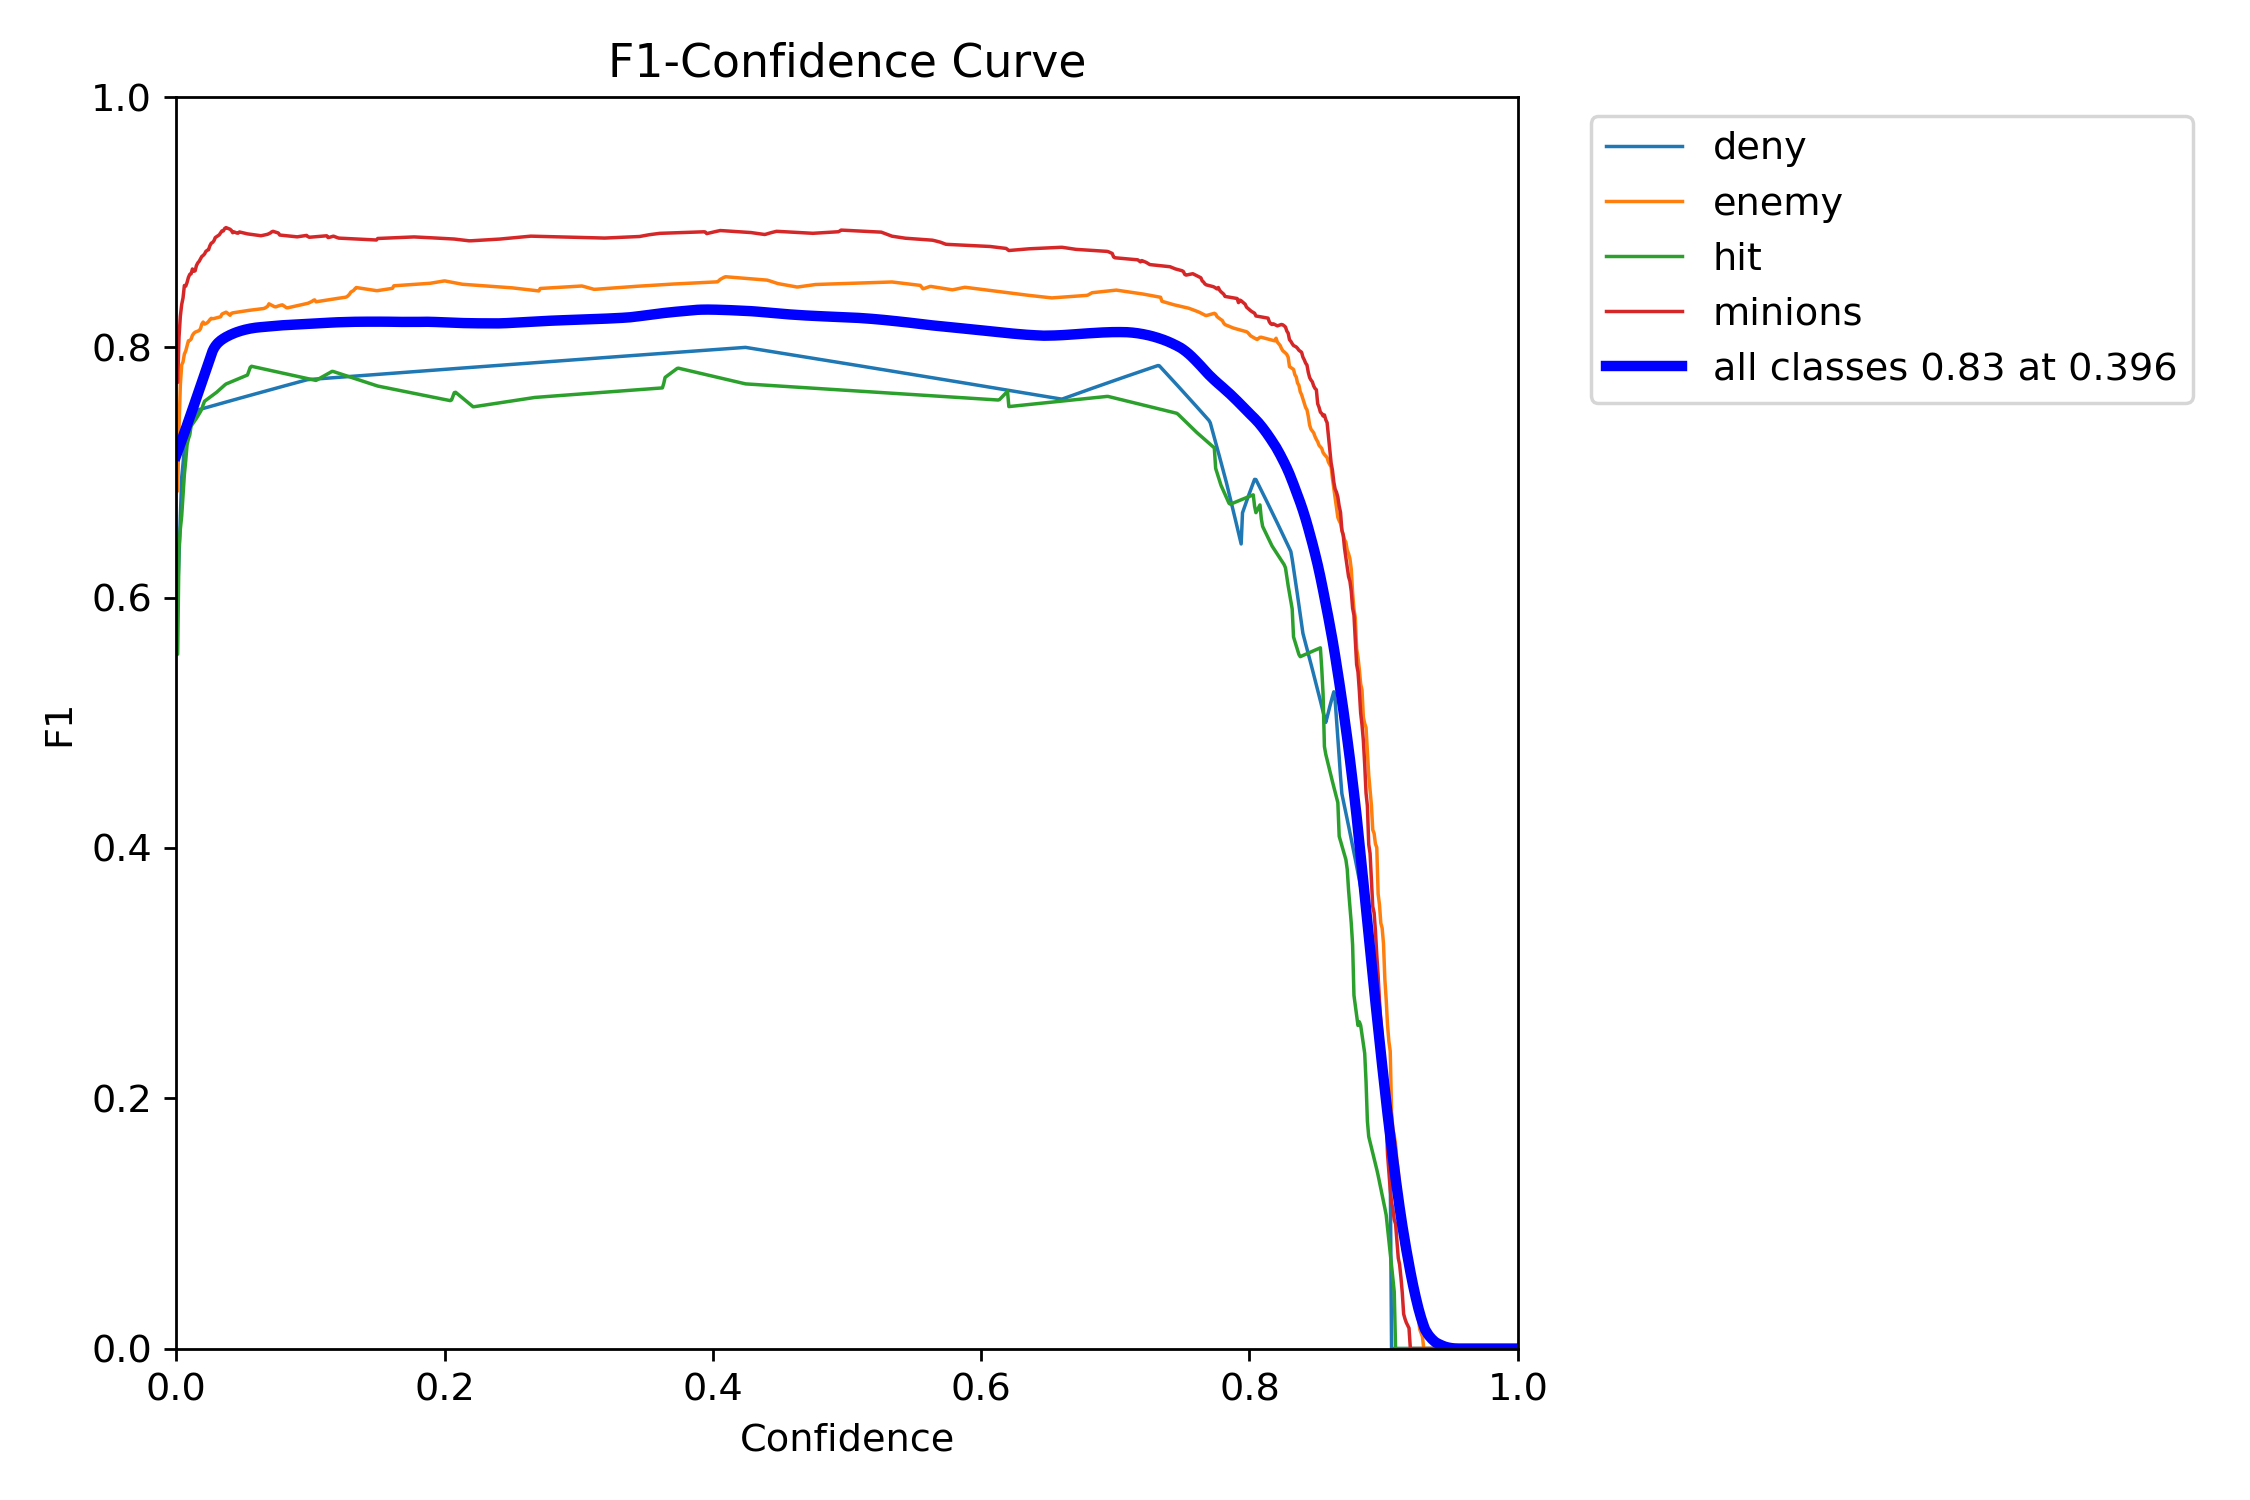 F1-Confidence Curve
1.0
0.8
0.6
0.4
0.2
0.0
F1
0.0 0.2 0.4 0.6 0.8 1.0
Confidence
deny
enemy
hit
minions
all classes 0.83 at 0.396